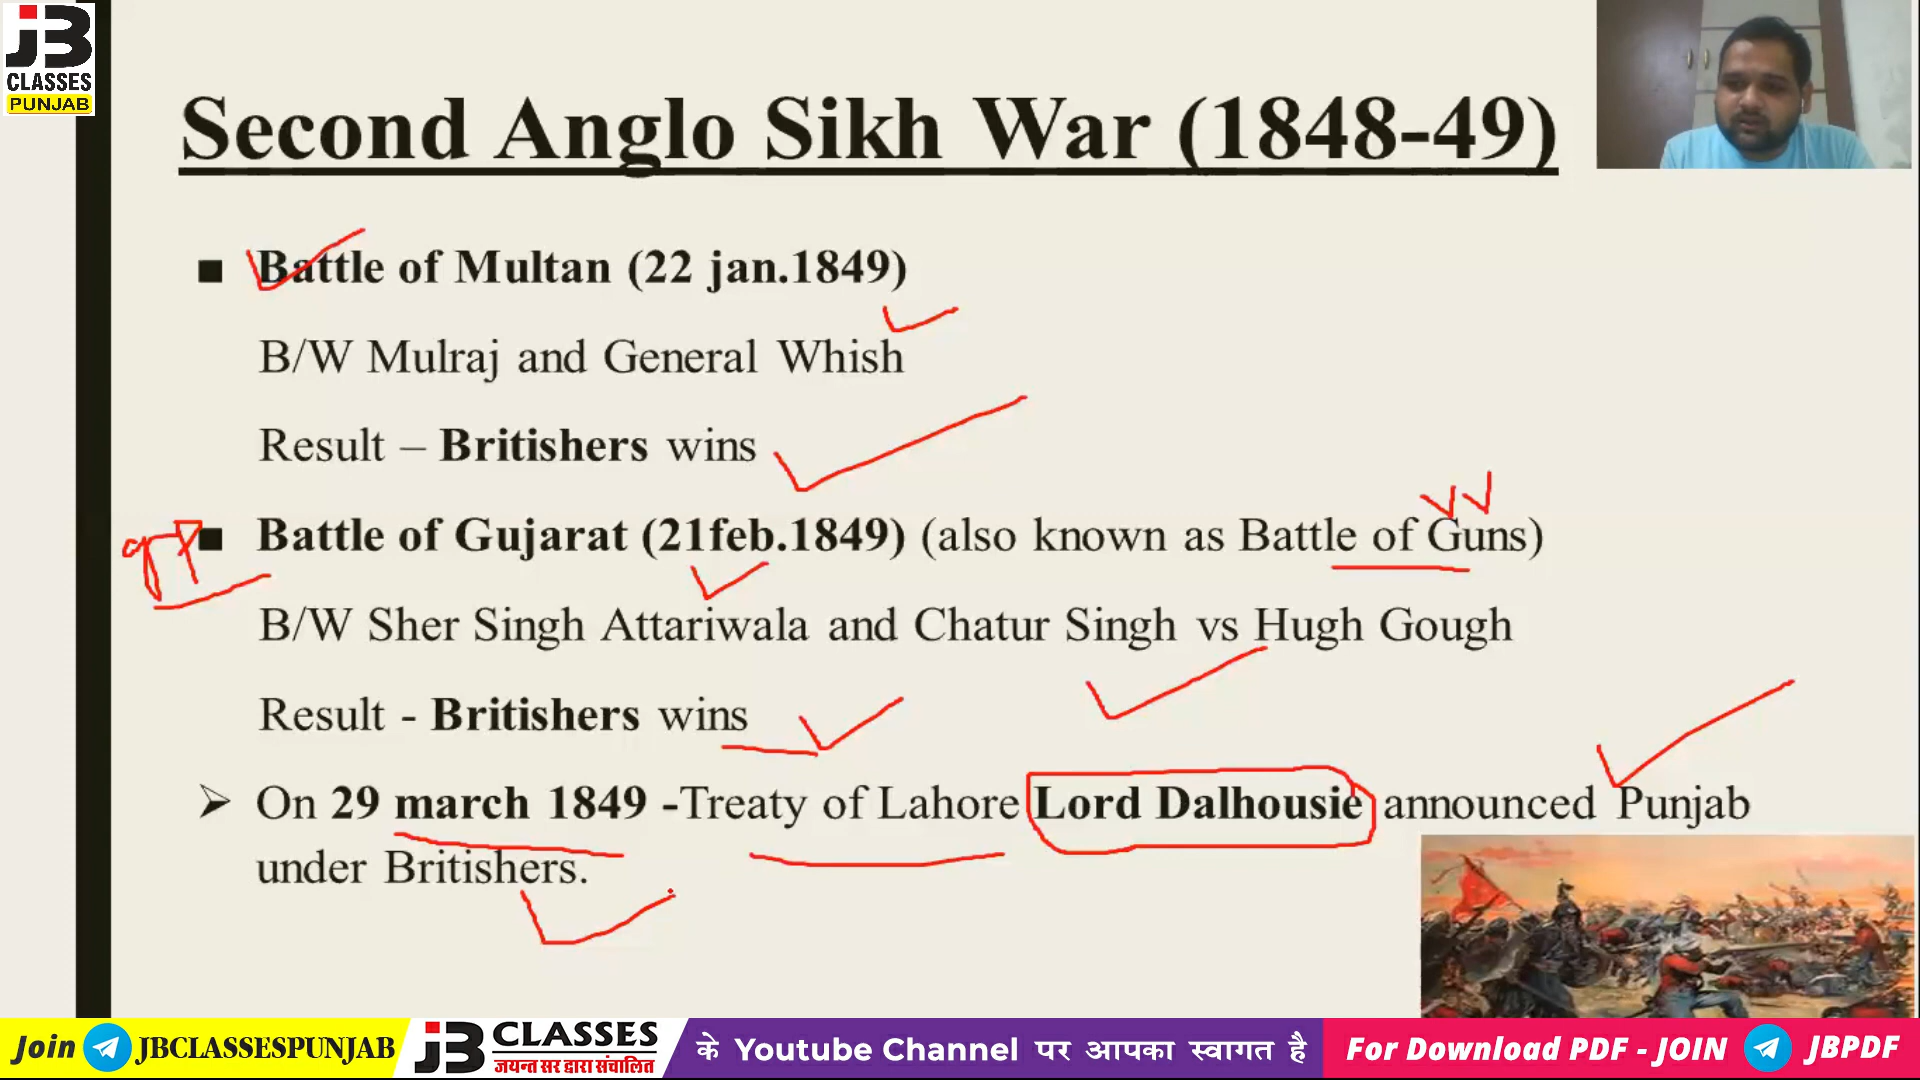 JB
CLASSES
PUNJAB
Second Anglo Sikh War (1848-49)
■ Battle of Multan (22 jan.1849)
B/W Mulraj and General Whish
Result – Britishers wins
■ Battle of Gujarat (21feb.1849) (also known as Battle of Guns)
B/W Sher Singh Attariwala and Chatur Singh vs Hugh Gough
Result - Britishers wins
➢ On 29 march 1849 -Treaty of Lahore Lord Dalhousie announced Punjab
under Britishers.
Join JBCLASSESPUNJAB
JB CLASSES
जयन्त सर द्वारा संचालित
के Youtube Channel पर आपका स्वागत है
For Download PDF - JOIN JBPDF